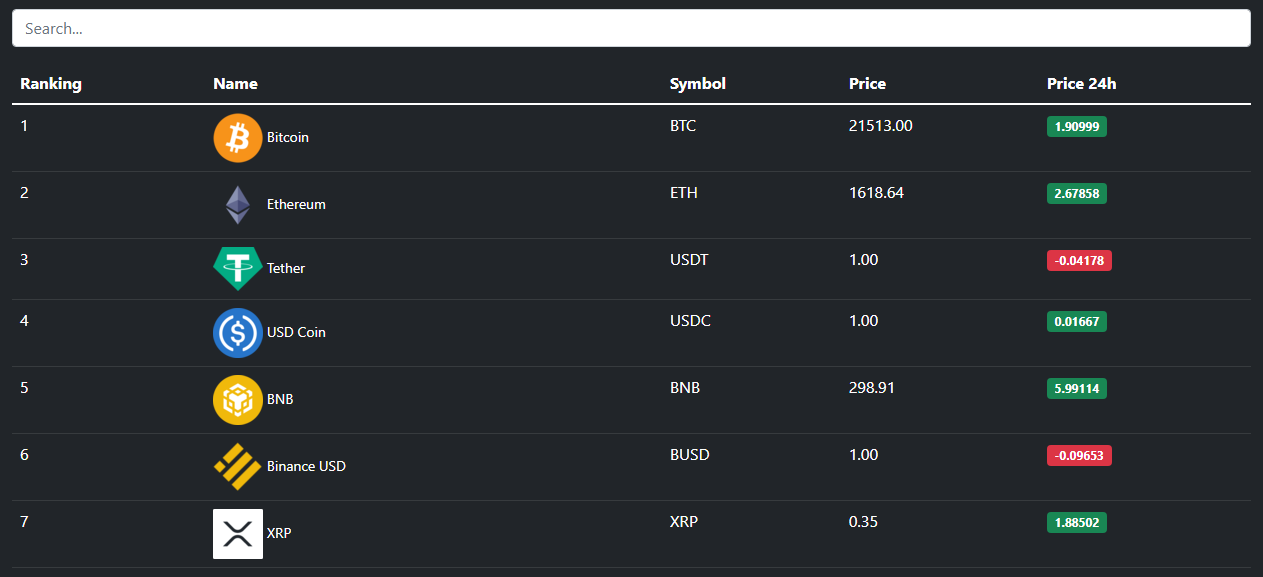 Search...
Ranking Name Symbol Price Price 24h
1 Bitcoin BTC 21513.00 1.90999
2 Ethereum ETH 1618.64 2.67858
3 Tether USDT 1.00 -0.04178
4 USD Coin USDC 1.00 0.01667
5 BNB BNB 298.91 5.99114
6 Binance USD BUSD 1.00 -0.09653
7 XRP XRP 0.35 1.88502